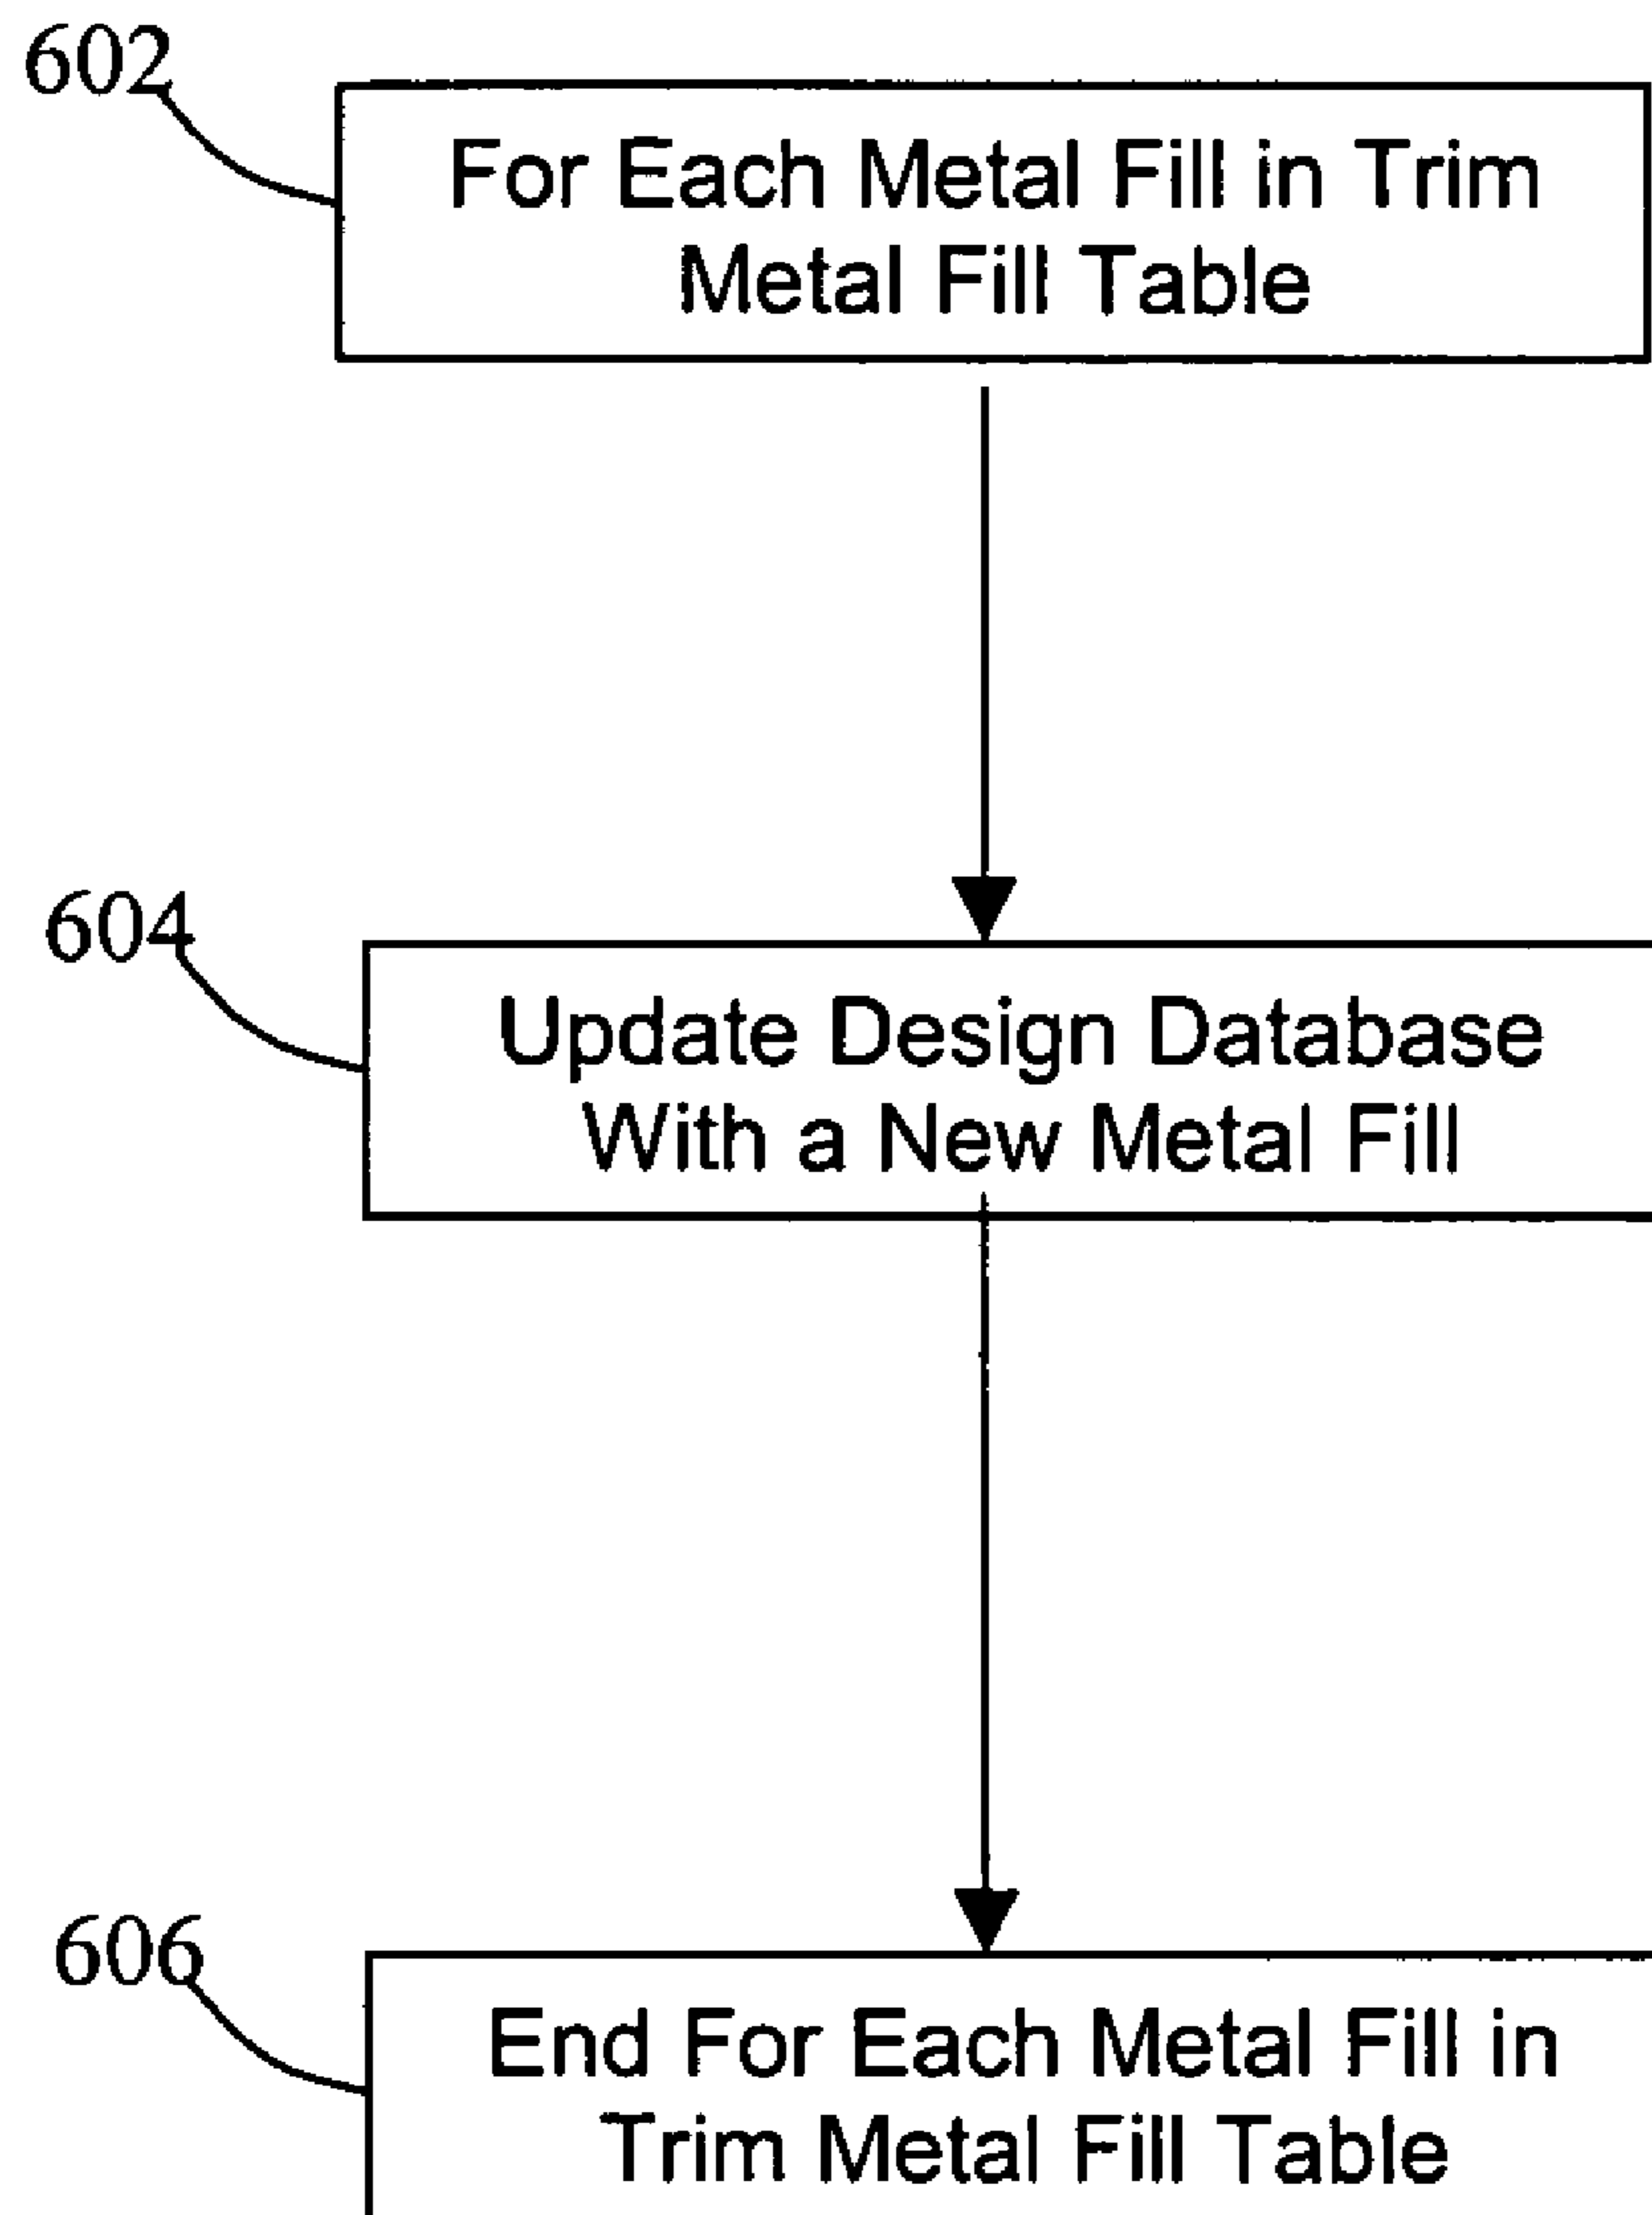 602
For Each Metal Fill in Trim
Metal Fill Table
604
Update Design Database
With a New Metal Fill
606
End For Each Metal Fill in
Trim Metal Fill Table